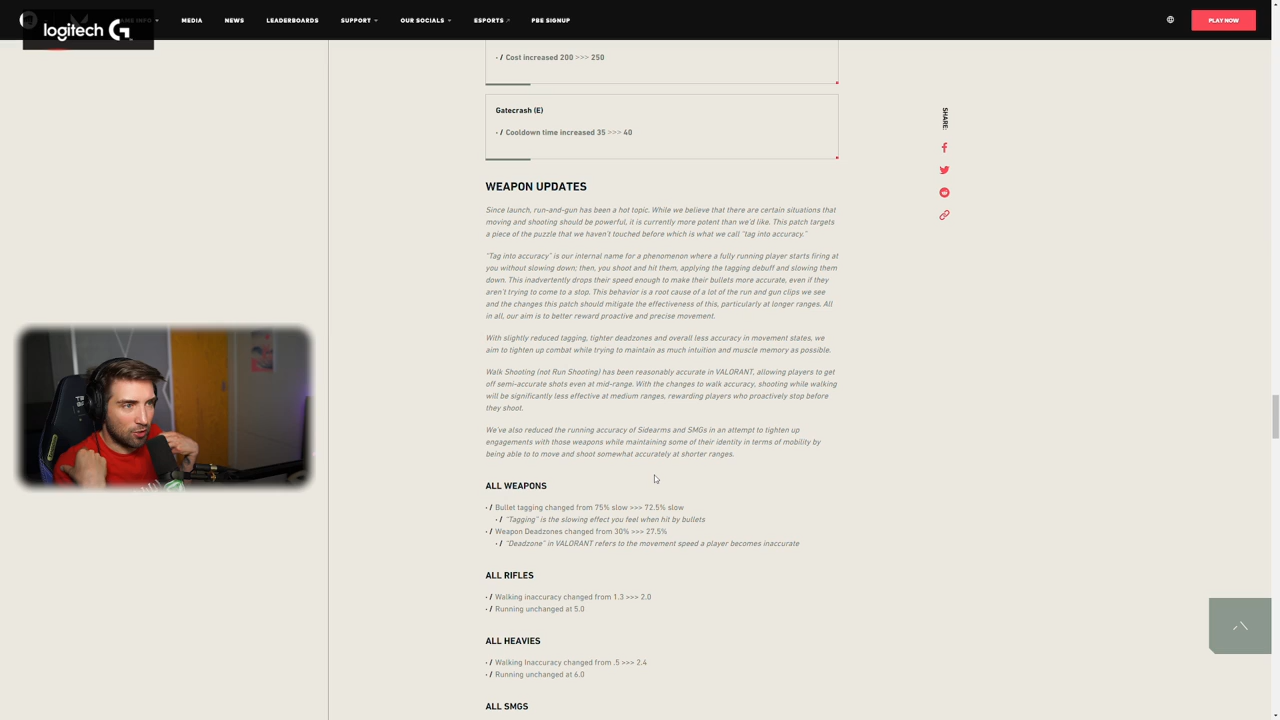 logitech G
GAME INFO
MEDIA
NEWS
LEADERBOARDS
SUPPORT
OUR SOCIALS
ESPORTS
PBE SIGNUP
PLAY NOW
• / Cost increased 200 >>> 250
Gatecrash (E)
• / Cooldown time increased 35 >>> 40
SHARE:
WEAPON UPDATES
Since launch, run-and-gun has been a hot topic. While we believe that there are certain situations that
moving and shooting should be powerful, it is currently more potent than we'd like. This patch targets
a piece of the puzzle that we haven't touched before which is what we call "tag into accuracy."
"Tag into accuracy" is our internal name for a phenomenon where a fully running player starts firing at
you without slowing down; then, you shoot and hit them, applying the tagging debuff and slowing them
down. This inadvertently drops their speed enough to make their bullets more accurate, even if they
aren't trying to come to a stop. This behavior is a root cause of a lot of the run and gun clips we see
and the changes this patch should mitigate the effectiveness of this, particularly at longer ranges. All
in all, our aim is to better reward proactive and precise movement.
With slightly reduced tagging, tighter deadzones and overall less accuracy in movement states, we
aim to tighten up combat while trying to maintain as much intuition and muscle memory as possible.
Walk Shooting (not Run Shooting) has been reasonably accurate in VALORANT, allowing players to get
off semi-accurate shots even at mid-range. With the changes to walk accuracy, shooting while walking
will be significantly less effective at medium ranges, rewarding players who proactively stop before
they shoot.
We've also reduced the running accuracy of Sidearms and SMGs in an attempt to tighten up
engagements with those weapons while maintaining some of their identity in terms of mobility by
being able to to move and shoot somewhat accurately at shorter ranges.
ALL WEAPONS
• / Bullet tagging changed from 75% slow >>> 72.5% slow
• / "Tagging" is the slowing effect you feel when hit by bullets
• / Weapon Deadzones changed from 30% >>> 27.5%
• / "Deadzone" in VALORANT refers to the movement speed a player becomes inaccurate
ALL RIFLES
• / Walking inaccuracy changed from 1.3 >>> 2.0
• / Running unchanged at 5.0
ALL HEAVIES
• / Walking Inaccuracy changed from .5 >>> 2.4
• / Running unchanged at 6.0
ALL SMGS